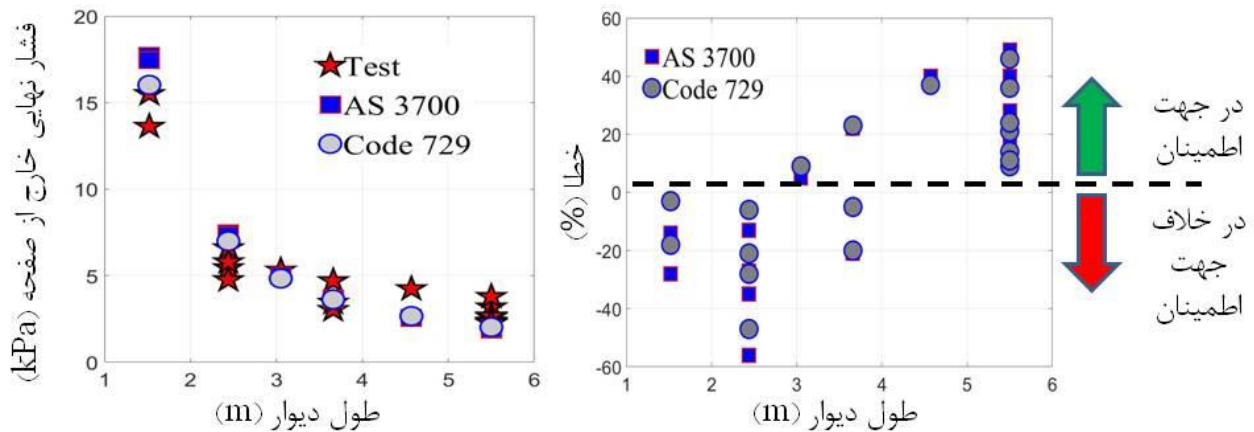 فشار نهایی خارج از صفحه (kPa)
20
15
10
5
0
Test
AS 3700
Code 729
1 2 3 4 5 6
طول دیوار (m)
خطا (%)
60
40
20
0
-20
-40
-60
AS 3700
Code 729
1 2 3 4 5 6
طول دیوار (m)
در جهت
اطمینان
در خلاف
جهت
اطمینان